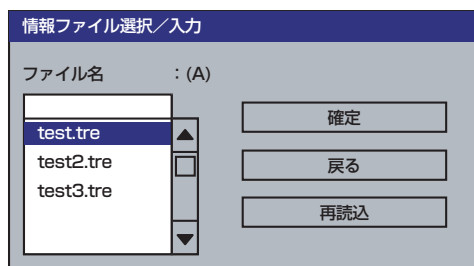 情報ファイル選択／入力
ファイル名 : (A)
test.tre
test2.tre
test3.tre
確定
戻る
再読込